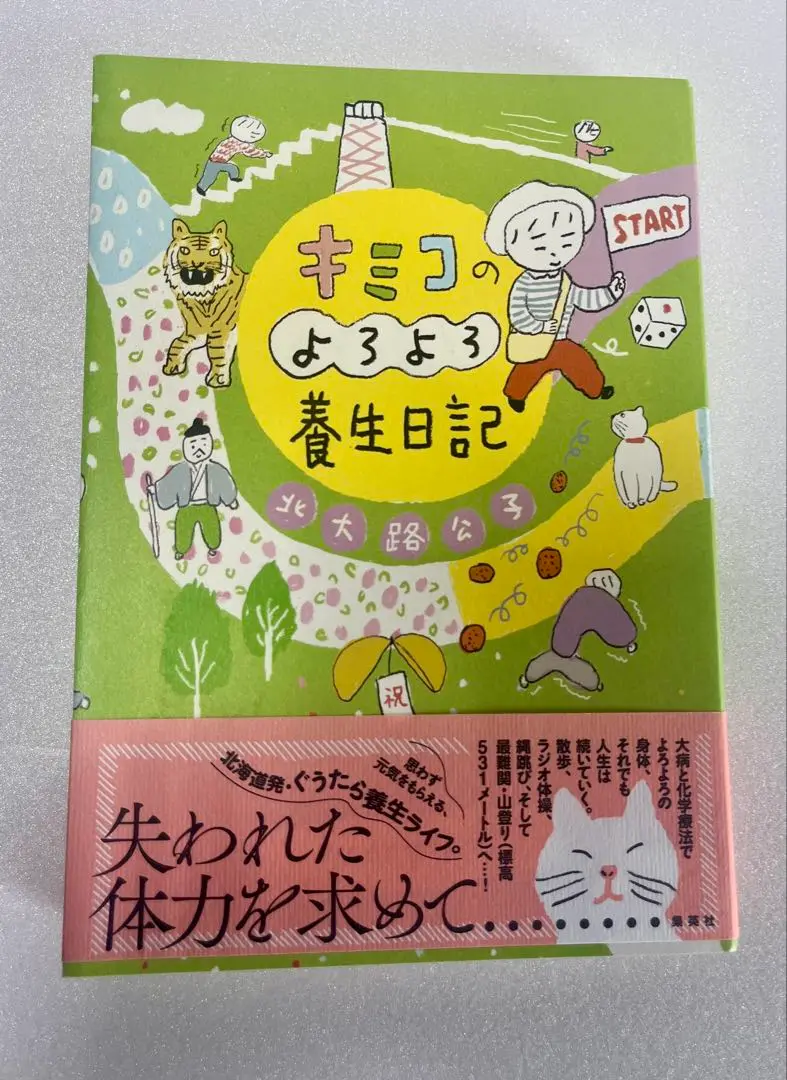 キミコの
よろよろ
養生日記
北大路公子
START
祝
大病と化学療法で
よろよろの
身体、
それでも
人生は
続いていく。
散歩、
ラジオ体操、
縄跳び、そして
最難関・山登り(標高
531メートル)へ…!
思わず
元気をもらえる、
北海道発・ぐうたら養生ライフ。
失われた
体力を求めて………
集英社